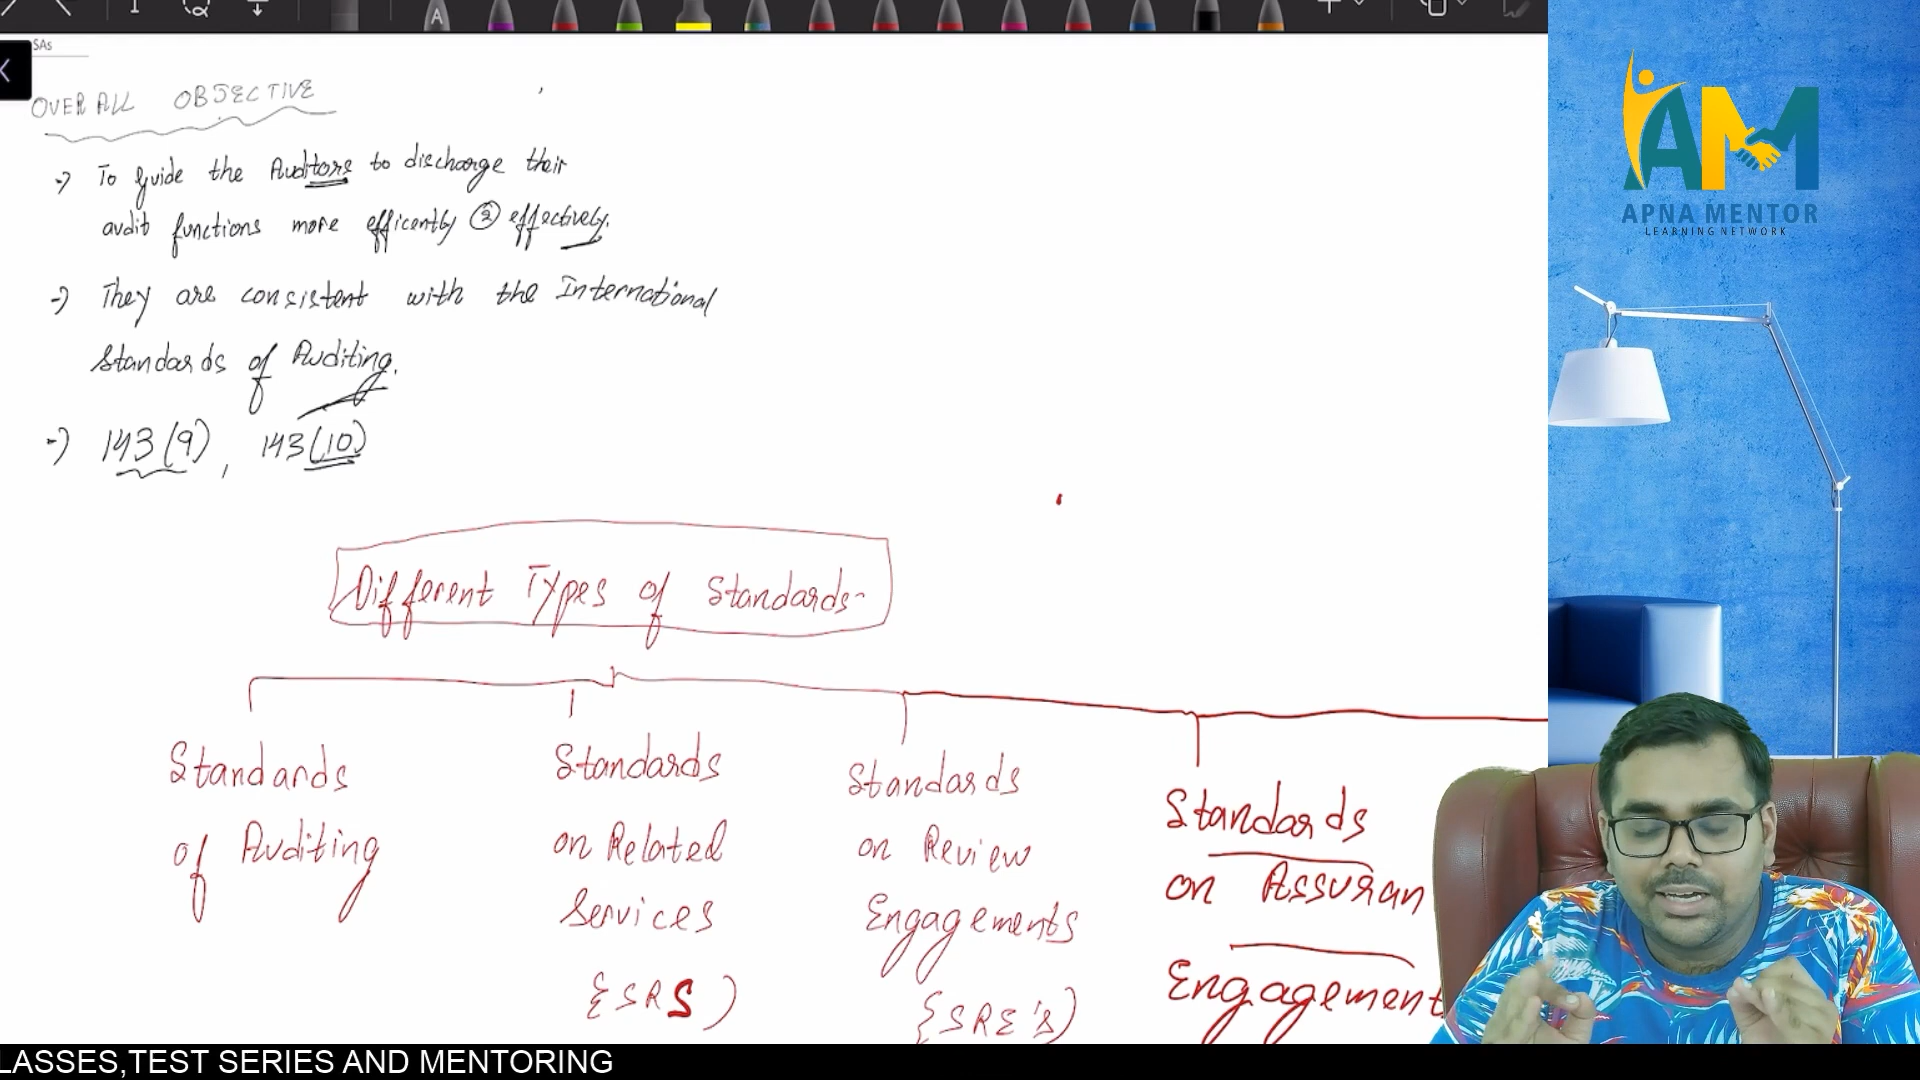 SAs
OVERALL OBJECTIVE
To guide the Auditors to discharge their
audit functions more efficently & effectively.
They are consistent with the International
Standards of Auditing.
143(9), 143(10)
Different Types of Standards-
Standards
of Auditing
Standards
on Related
Services
{SRS)
Standards
on Review
Engagements
{SRE's)
Standards
on Assuran
Engagement
AM
APNA MENTOR
LEARNING NETWORK
LASSES,TEST SERIES AND MENTORING